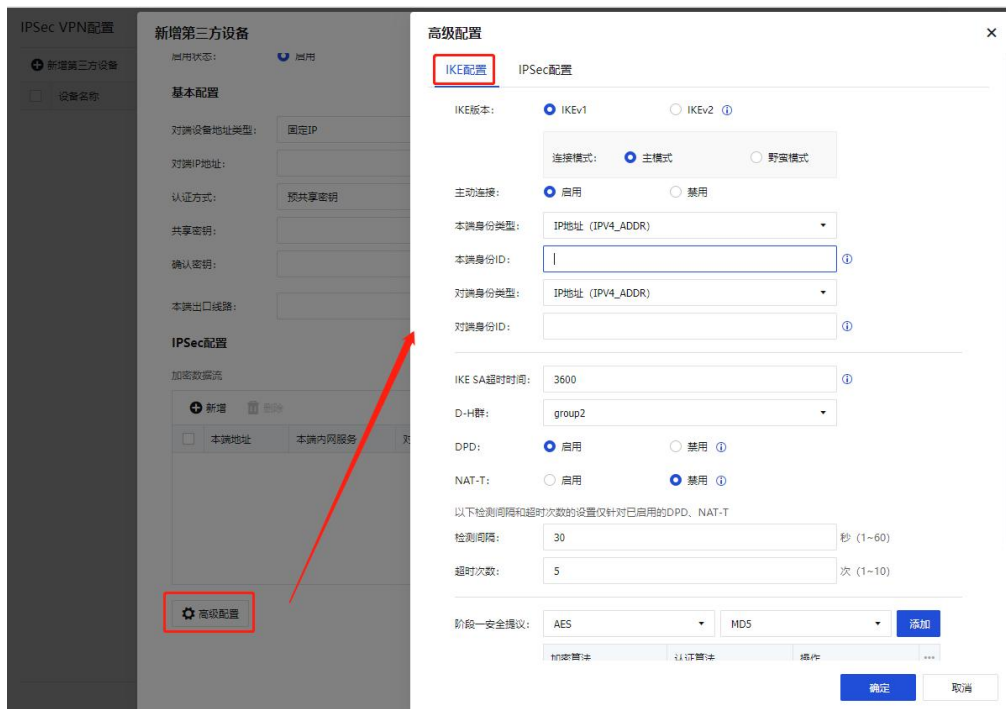 IPSec VPN配置
新增第三方设备
设备名称
新增第三方设备
启用状态: 启用
基本配置
对端设备地址类型: 固定IP
对端IP地址:
认证方式: 预共享密钥
共享密钥:
确认密钥:
本端出口线路:
IPSec配置
加密数据流
新增 删除
本端地址 本端内网服务 对
高级配置
高级配置
IKE配置 IPSec配置
IKE版本: IKEv1 IKEv2
连接模式: 主模式 野蛮模式
主动连接: 启用 禁用
本端身份类型: IP地址 (IPV4_ADDR)
本端身份ID:
对端身份类型: IP地址 (IPV4_ADDR)
对端身份ID:
IKE SA超时时间: 3600
D-H群: group2
DPD: 启用 禁用
NAT-T: 启用 禁用
以下检测间隔和超时次数的设置仅针对已启用的DPD、NAT-T
检测间隔: 30 秒 (1~60)
超时次数: 5 次 (1~10)
阶段一安全提议: AES MD5 添加
加密算法 认证算法 操作
确定 取消